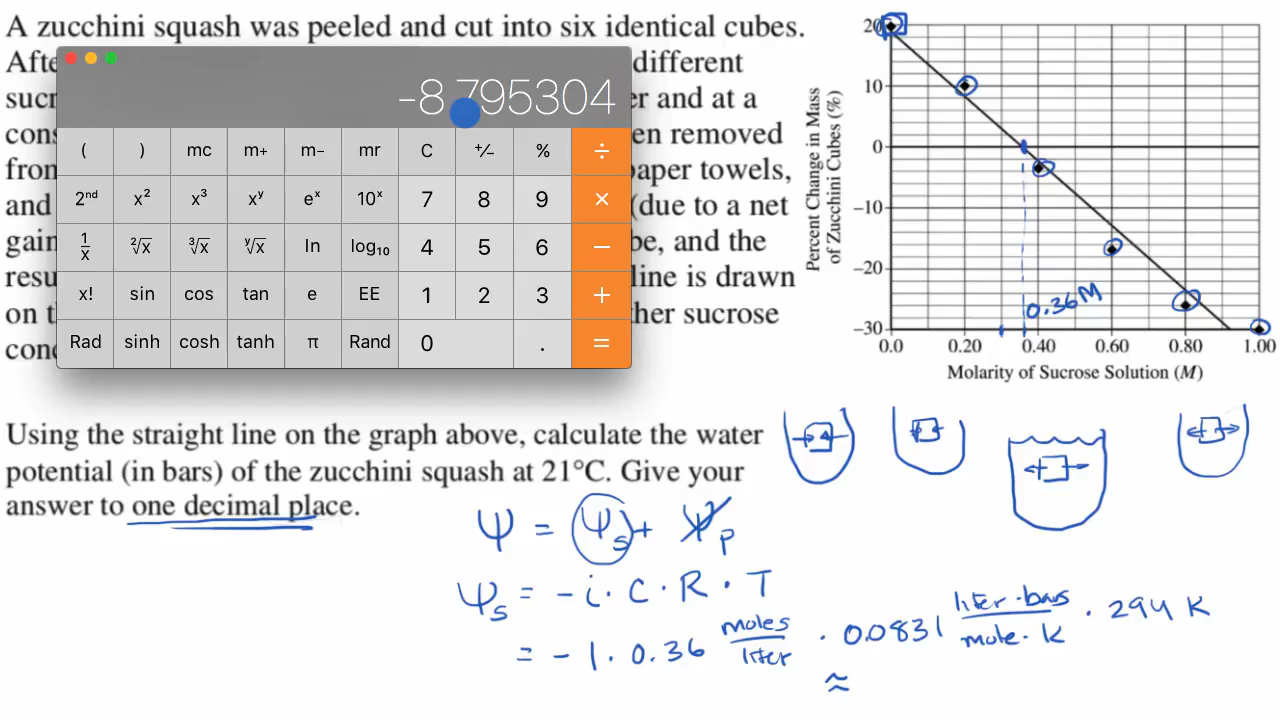 A zucchini squash was peeled and cut into six identical cubes.
Afte different
sucr er and at a
cons en removed
from paper towels,
and (due to a net
gain be, and the
resu line is drawn
on t her sucrose
conc
-8.795304
( ) mc m+ m- mr C +/- % ÷
2nd x² x³ xʸ eˣ 10ˣ 7 8 9 ×
1/x ²√x ³√x ʸ√x ln log₁₀ 4 5 6 −
x! sin cos tan e EE 1 2 3 +
Rad sinh cosh tanh π Rand 0 . =
Percent Change in Mass
of Zucchini Cubes (%)
20
10
0
−10
−20
−30
0.36M
0.0 0.20 0.40 0.60 0.80 1.00
Molarity of Sucrose Solution (M)
Using the straight line on the graph above, calculate the water
potential (in bars) of the zucchini squash at 21°C. Give your
answer to one decimal place.
Ψ = Ψs + Ψp
Ψs = -i · C · R · T
= -1 · 0.36 moles/liter · 0.0831 liter·bars/mole·K · 294 K
≈